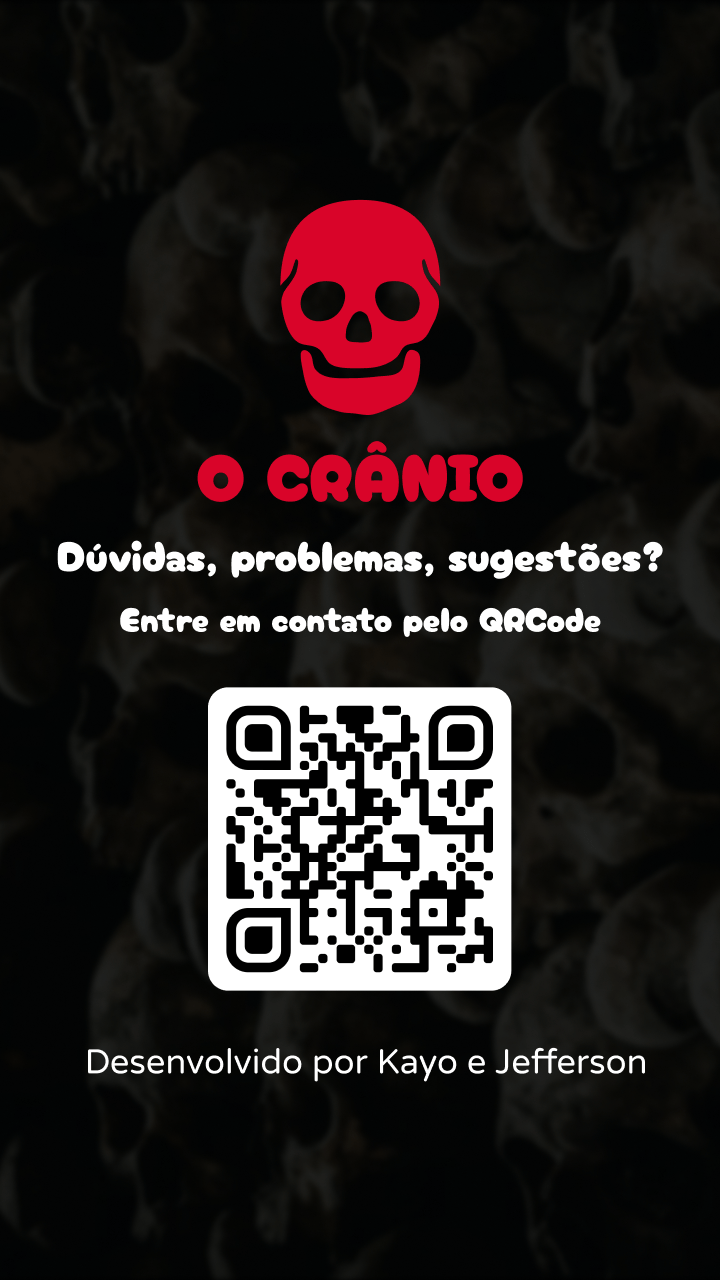 O CRÂNIO
Dúvidas, problemas, sugestões?
Entre em contato pelo QRCode
Desenvolvido por Kayo e Jefferson